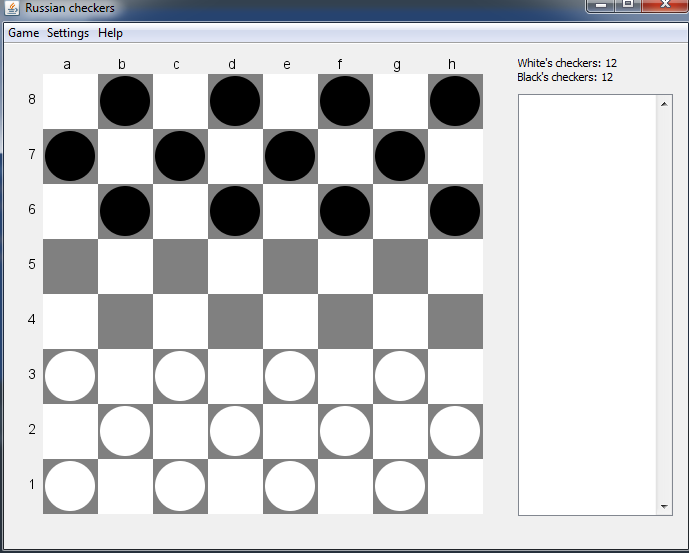 Russian checkers
Game Settings Help
a b c d e f g h
White's checkers: 12
Black's checkers: 12
8
7
6
5
4
3
2
1